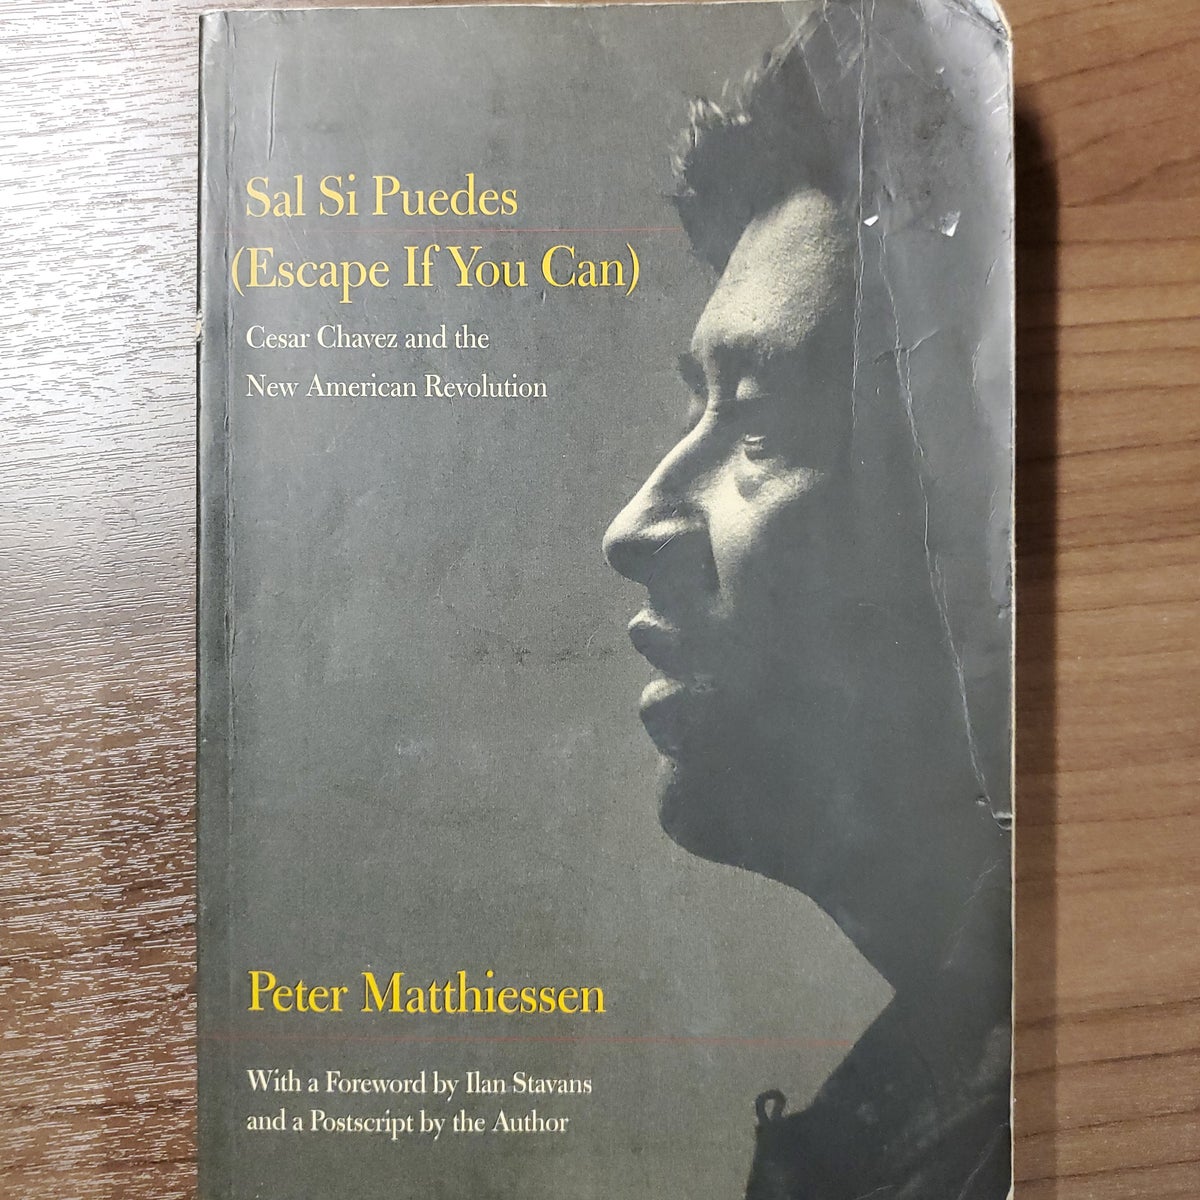 Sal Si Puedes
(Escape If You Can)
Cesar Chavez and the
New American Revolution
Peter Matthiessen
With a Foreword by Ilan Stavans
and a Postscript by the Author